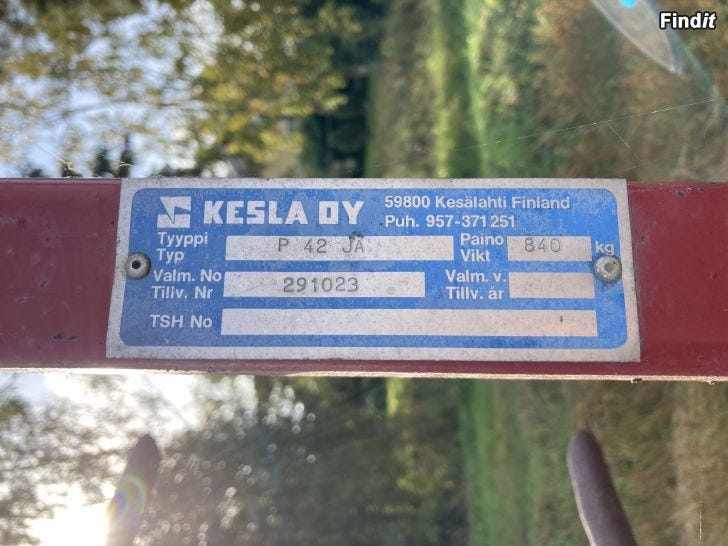 Findit
KESLA OY
59800 Kesälahti Finland
Puh. 957-371251
Tyyppi
Typ
P 42 JA
Paino
Vikt
840 kg
Valm. No
Tillv. Nr
291023
Valm. v.
Tillv. år
TSH No